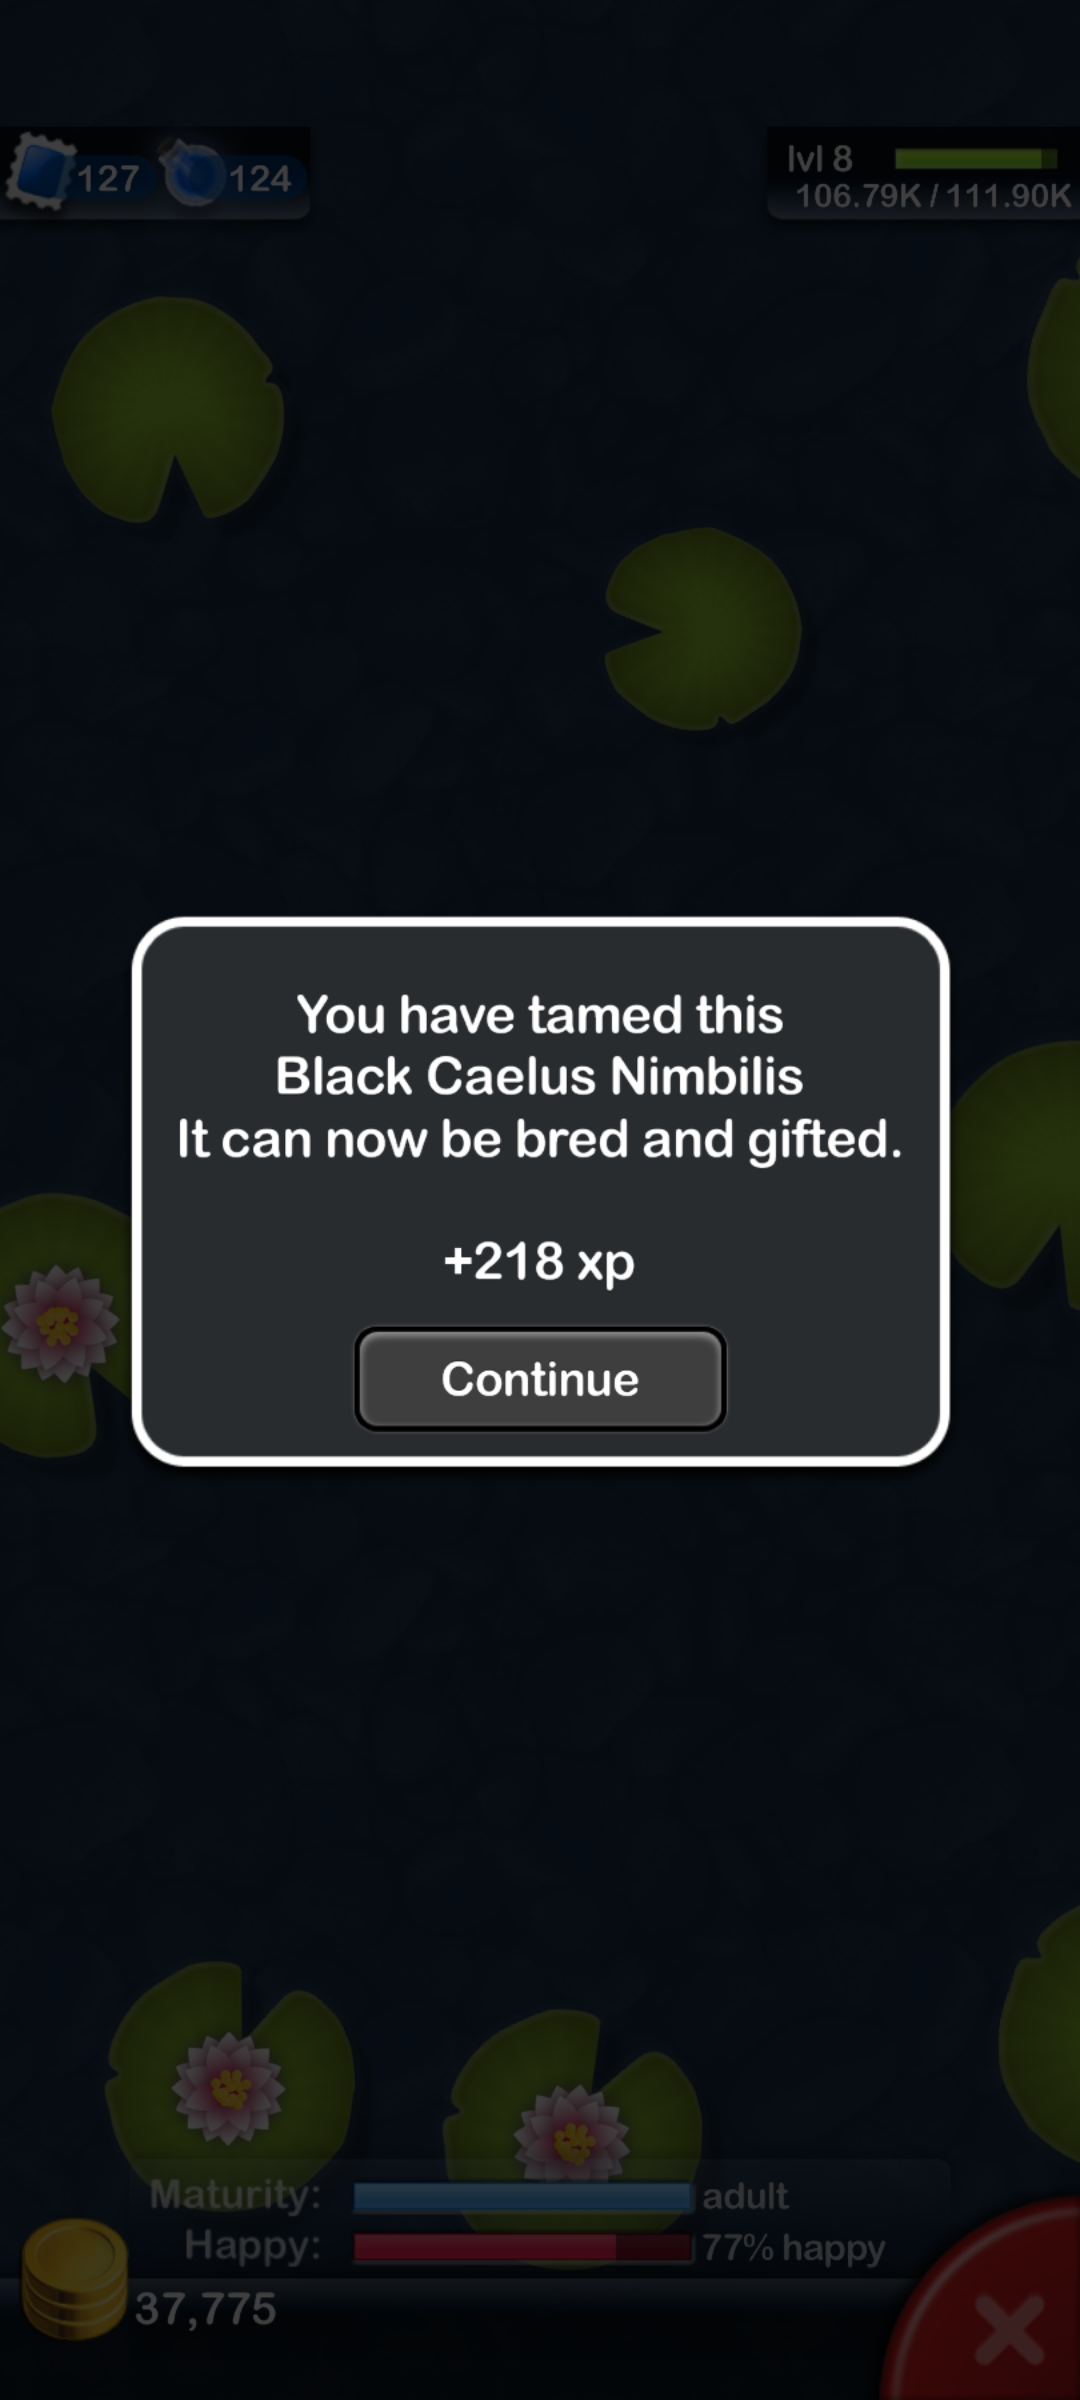 127 124
lvl 8
106.79K / 111.90K
You have tamed this
Black Caelus Nimbilis
It can now be bred and gifted.
+218 xp
Continue
Maturity: adult
Happy: 77% happy
37,775